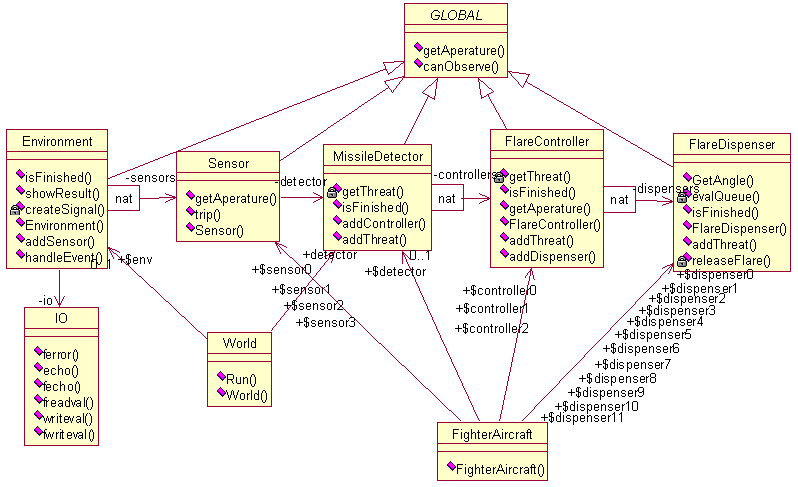 GLOBAL
getAperature()
canObserve()
Environment
isFinished()
showResult()
createSignal()
Environment()
addSensor()
handleEvent()
nat
-sensors
Sensor
getAperature()
trip()
Sensor()
-detector
MissileDetector
getThreat()
isFinished()
addController()
addThreat()
-controllers
nat
FlareController
getThreat()
isFinished()
getAperature()
FlareController()
addThreat()
addDispenser()
-dispensers
nat
FlareDispenser
GetAngle()
evalQueue()
isFinished()
FlareDispenser()
addThreat()
releaseFlare()
+$env
+detector
0..1
+$detector
+$sensor0
+$sensor1
+$sensor2
+$sensor3
+$controller0
+$controller1
+$controller2
+$dispenser0
+$dispenser1
+$dispenser2
+$dispenser3
+$dispenser4
+$dispenser5
+$dispenser6
+$dispenser7
+$dispenser8
+$dispenser9
+$dispenser10
+$dispenser11
-io
IO
ferror()
echo()
fecho()
freadval()
writeval()
fwriteval()
World
Run()
World()
FighterAircraft
FighterAircraft()